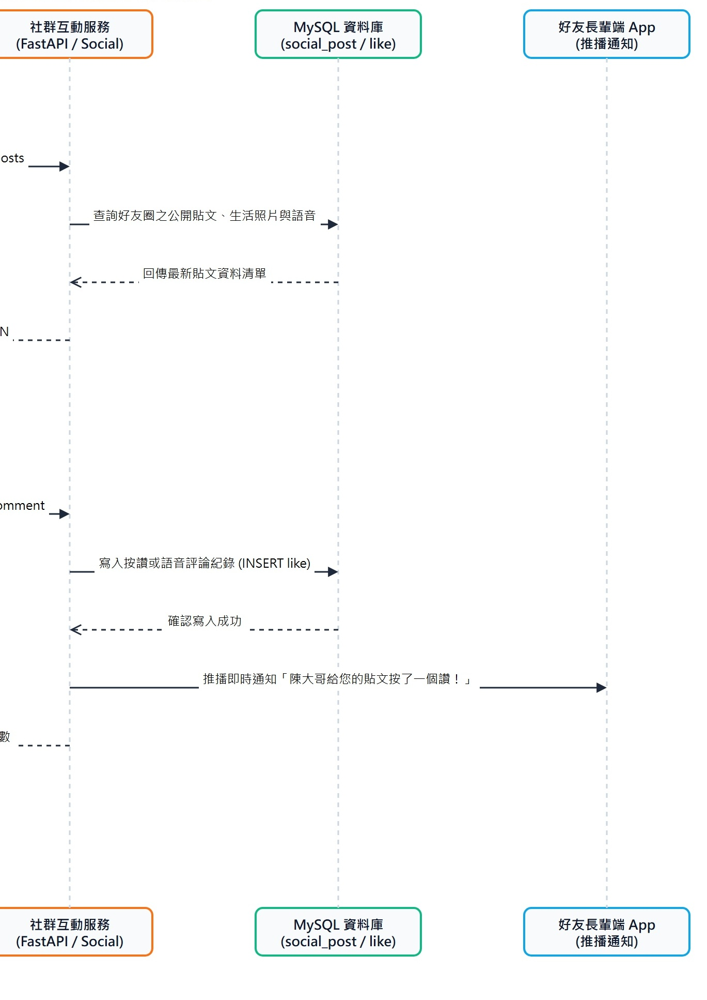 社群互動服務
(FastAPI / Social)
MySQL 資料庫
(social_post / like)
好友長輩端 App
(推播通知)
osts
查詢好友圈之公開貼文、生活照片與語音
回傳最新貼文資料清單
N
omment
寫入按讚或語音評論紀錄 (INSERT like)
確認寫入成功
推播即時通知「陳大哥給您的貼文按了一個讚！」
數
社群互動服務
(FastAPI / Social)
MySQL 資料庫
(social_post / like)
好友長輩端 App
(推播通知)